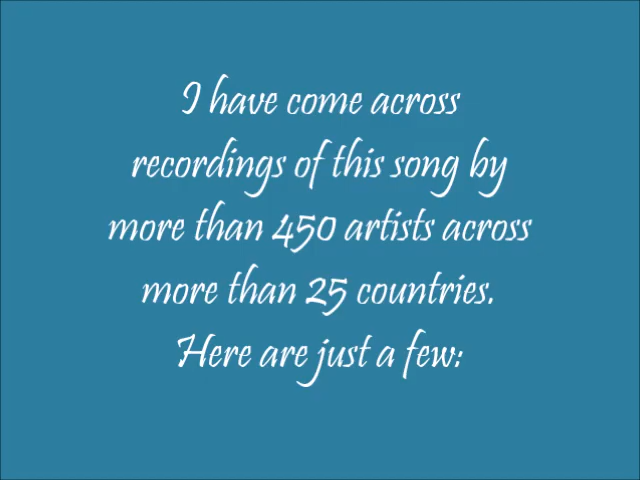 I have come across
recordings of this song by
more than 450 artists across
more than 25 countries.
Here are just a few: